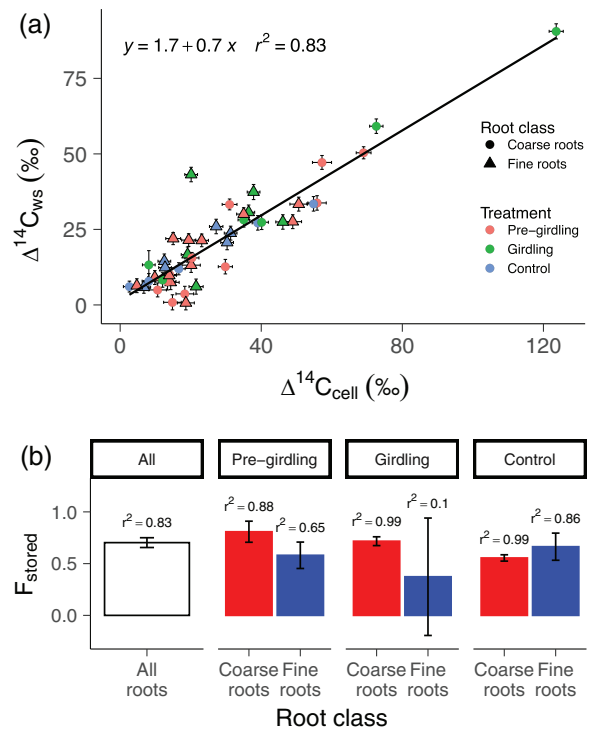 (a)
y = 1.7 + 0.7 x r² = 0.83
75
50
25
0
Δ¹⁴C_ws (‰)
Root class
Coarse roots
Fine roots
Treatment
Pre−girdling
Girdling
Control
0 40 80 120
Δ¹⁴C_cell (‰)
(b)
All Pre−girdling Girdling Control
1.0
0.5
0.0
F_stored
r² = 0.83 r² = 0.88 r² = 0.65 r² = 0.99 r² = 0.1 r² = 0.99 r² = 0.86
All Coarse Fine Coarse Fine Coarse Fine
roots roots roots roots roots roots roots
Root class